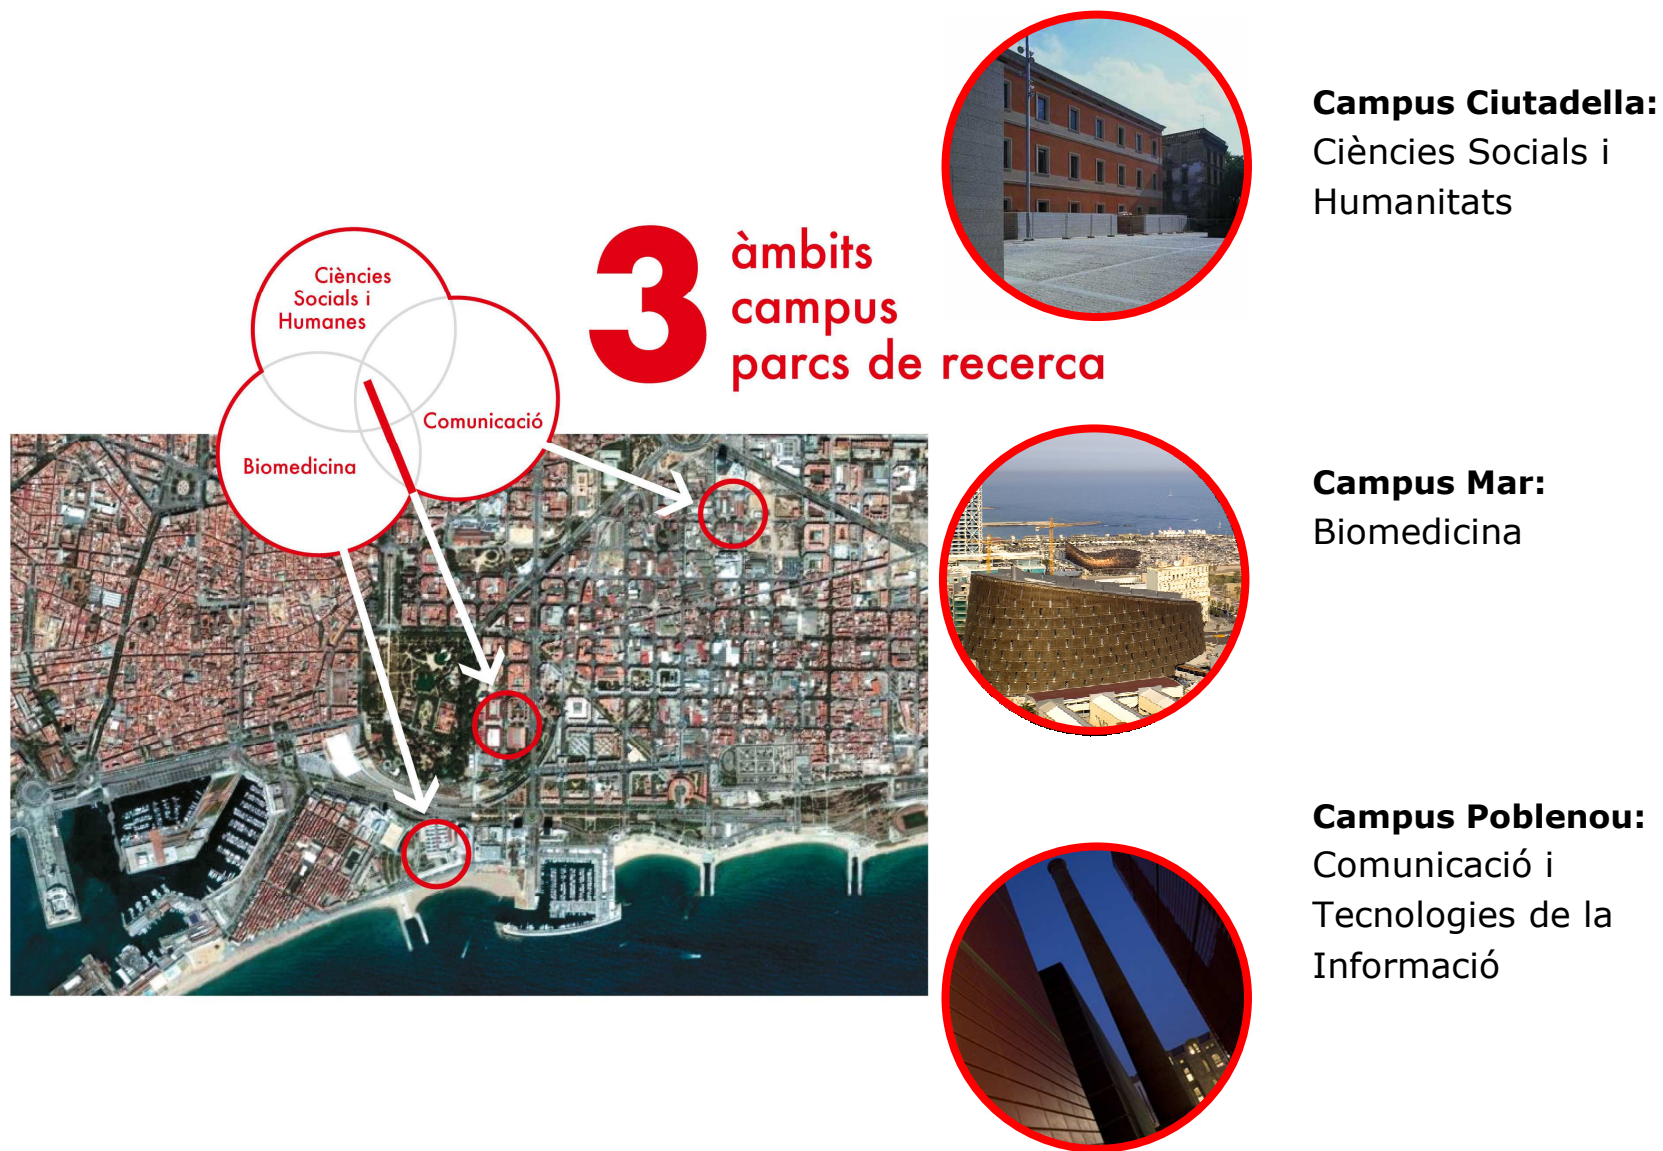 Ciències
Socials i
Humanes
Comunicació
Biomedicina
3
àmbits
campus
parcs de recerca
Campus Ciutadella:
Ciències Socials i
Humanitats
Campus Mar:
Biomedicina
Campus Poblenou:
Comunicació i
Tecnologies de la
Informació